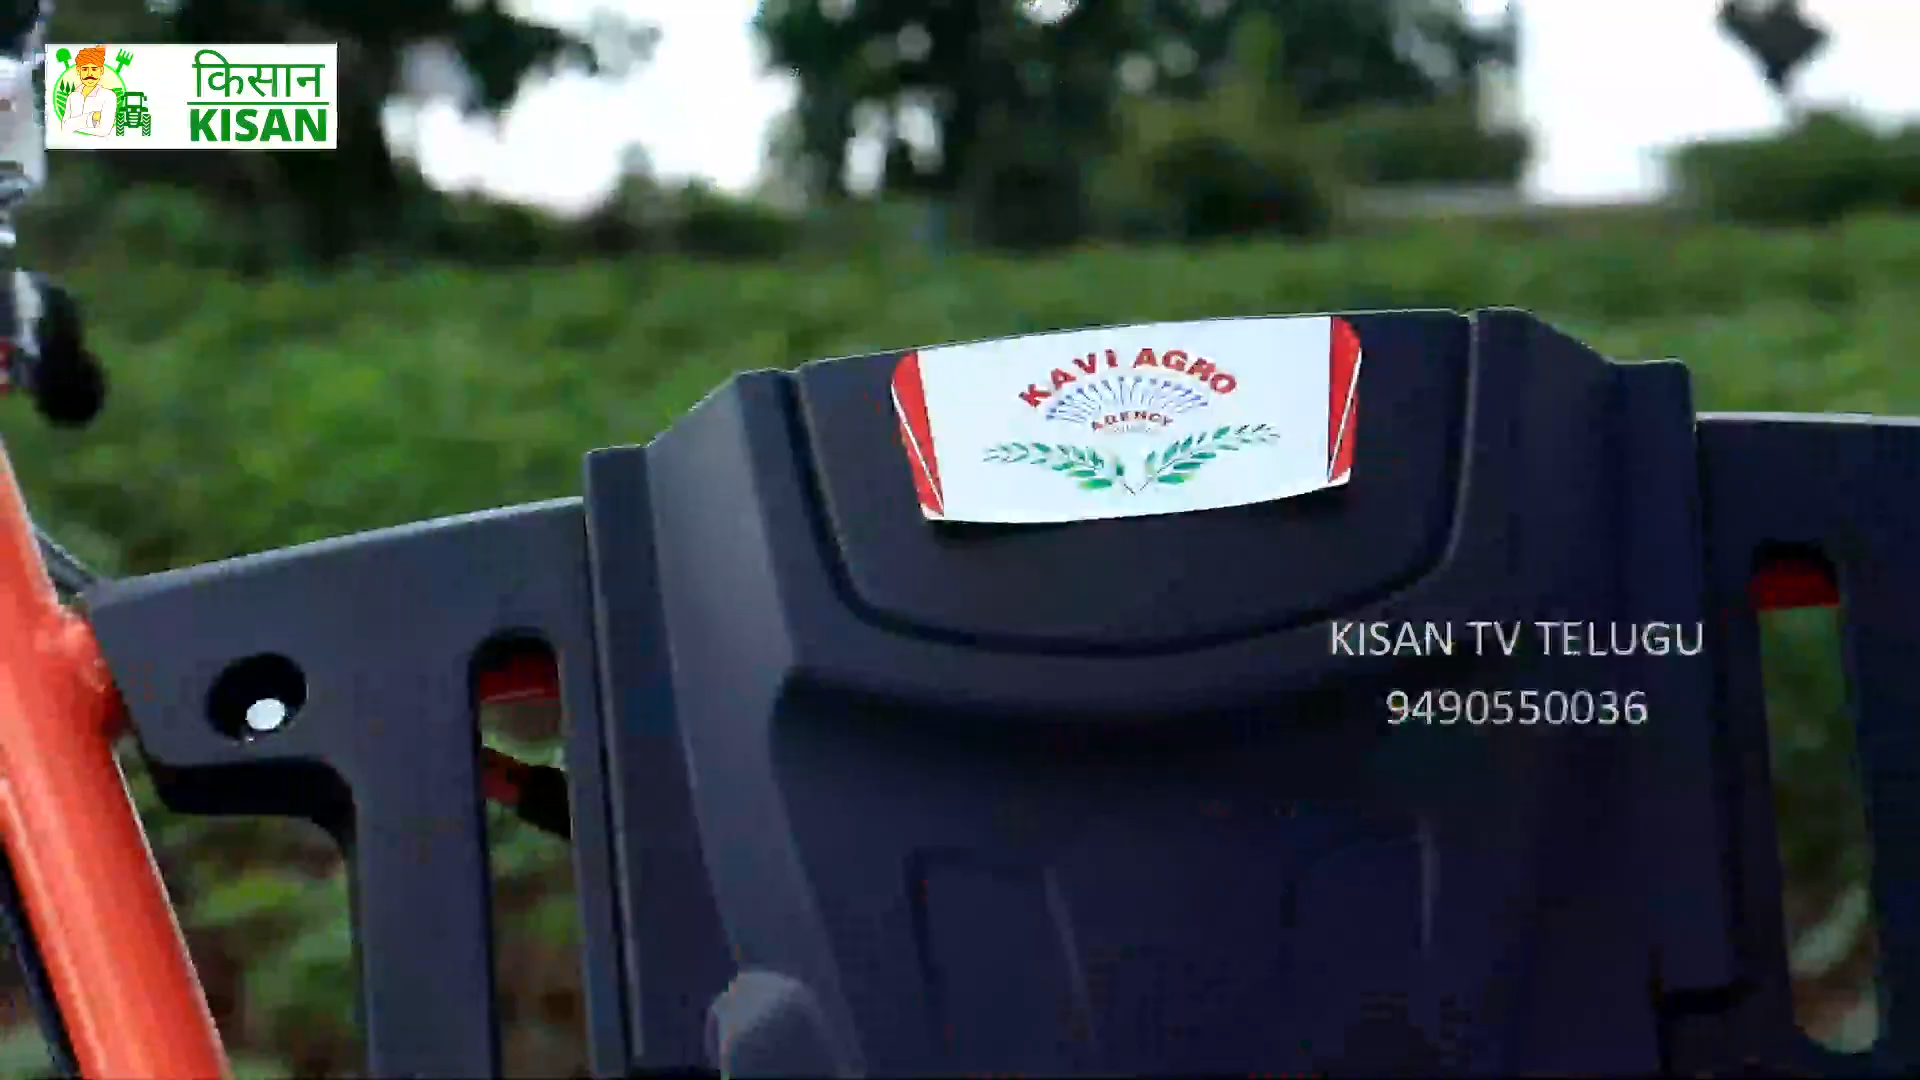 किसान
KISAN
KAVI AGRO
AGENCY
KISAN TV TELUGU
9490550036